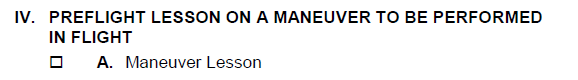 IV. PREFLIGHT LESSON ON A MANEUVER TO BE PERFORMED
IN FLIGHT
☐ A. Maneuver Lesson